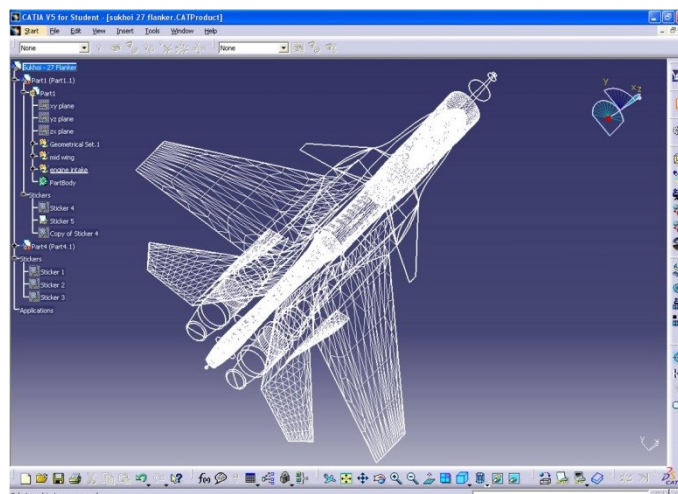 CATIA V5 for Student - [sukhoi 27 flanker.CATProduct]
Start File Edit View Insert Tools Window Help
None None
Sukhoi - 27 Flanker
Part1 (Part1.1)
Part1
xy plane
yz plane
zx plane
Geometrical Set.1
mid wing
engine intake
PartBody
Stickers
Sticker 4
Sticker 5
Copy of Sticker 4
Part4 (Part4.1)
Stickers
Sticker 1
Sticker 2
Sticker 3
Applications
y x z
f(x)